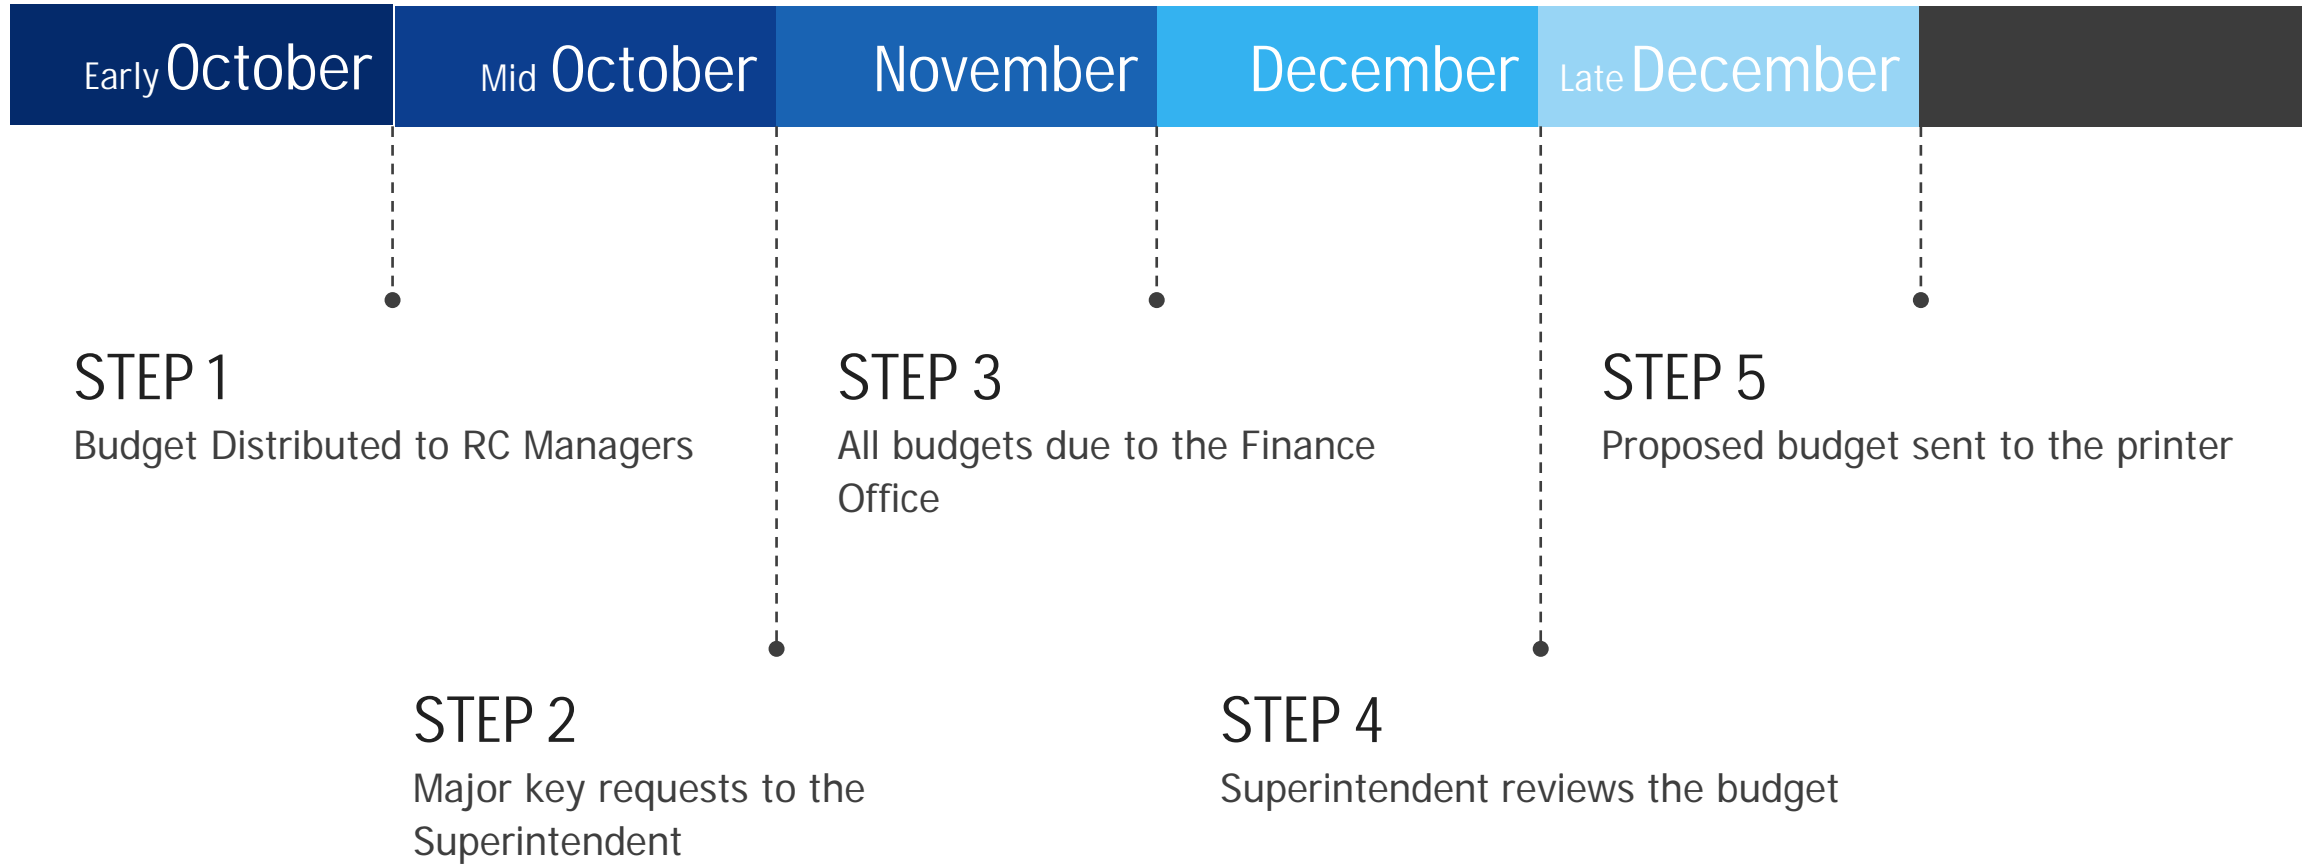 Early October
Mid October
November
December
Late December
STEP 1
Budget Distributed to RC Managers
STEP 2
Major key requests to the
Superintendent
STEP 3
All budgets due to the Finance
Office
STEP 4
Superintendent reviews the budget
STEP 5
Proposed budget sent to the printer